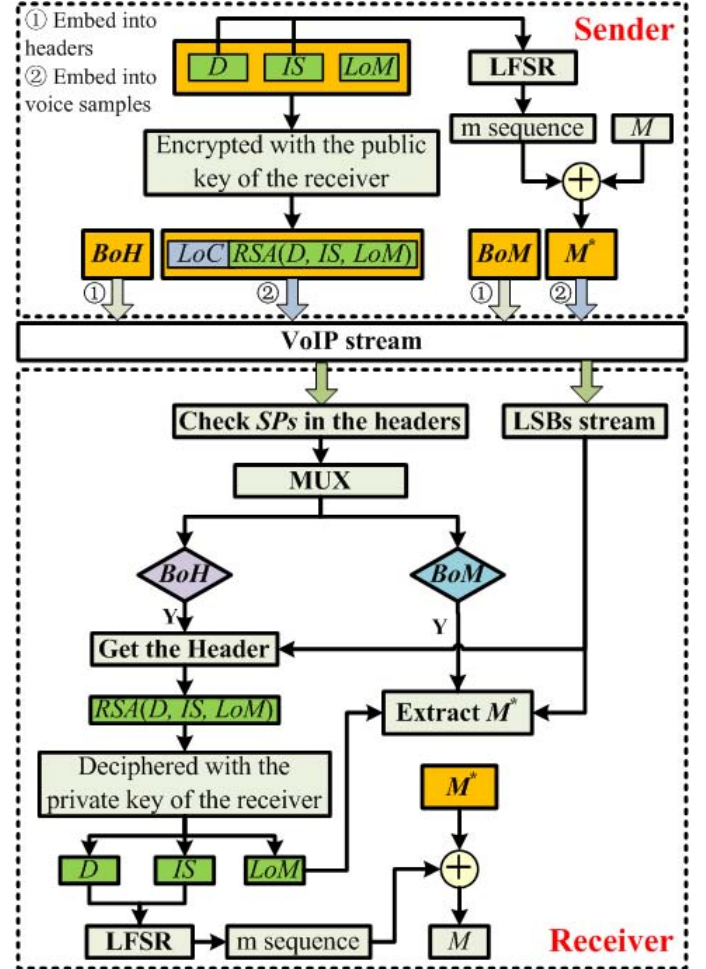 ① Embed into
headers
② Embed into
voice samples
Sender
D
IS
LoM
LFSR
m sequence
M
Encrypted with the public
key of the receiver
+
BoH
LoC
RSA(D, IS, LoM)
BoM
M*
①
②
①
②
VoIP stream
Check SPs in the headers
LSBs stream
MUX
BoH
BoM
Y
Y
Get the Header
RSA(D, IS, LoM)
Extract M*
Deciphered with the
private key of the receiver
M*
D
IS
LoM
+
LFSR
m sequence
M
Receiver